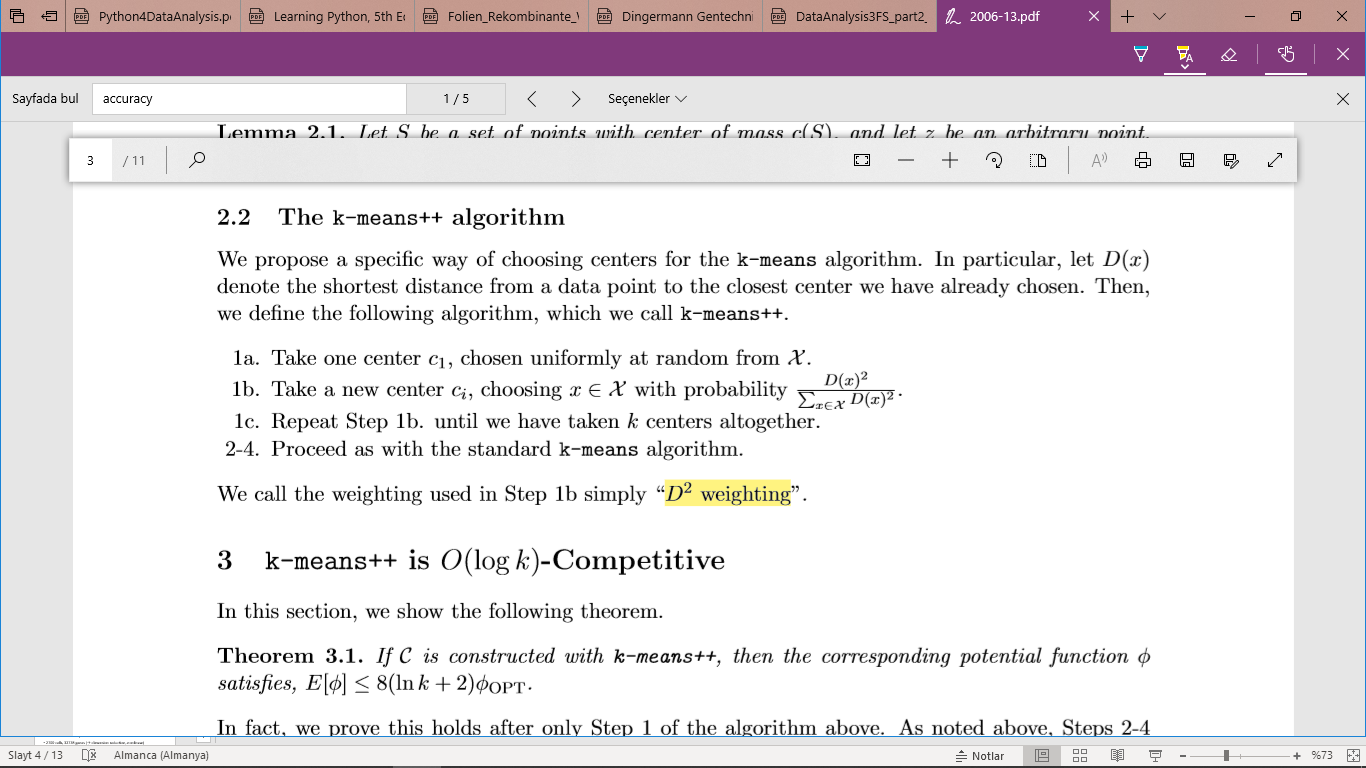 Python4DataAnalysis.p
Learning Python, 5th E
Folien_Rekombinante_
Dingermann Gentechni
DataAnalysis3FS_part2_
2006-13.pdf
Sayfada bul
accuracy
1 / 5
Seçenekler
Lemma 2.1. Let S be a set of points with center of mass c(S), and let z be an arbitrary point.
3 / 11
2.2 The k-means++ algorithm
We propose a specific way of choosing centers for the k-means algorithm. In particular, let D(x)
denote the shortest distance from a data point to the closest center we have already chosen. Then,
we define the following algorithm, which we call k-means++.
1a. Take one center c₁, chosen uniformly at random from 𝒳.
1b. Take a new center cᵢ, choosing x ∈ 𝒳 with probability D(x)² / ∑ₓ∈𝒳 D(x)².
1c. Repeat Step 1b. until we have taken k centers altogether.
2-4. Proceed as with the standard k-means algorithm.
We call the weighting used in Step 1b simply “D² weighting”.
3 k-means++ is O(log k)-Competitive
In this section, we show the following theorem.
Theorem 3.1. If 𝒞 is constructed with k-means++, then the corresponding potential function ϕ
satisfies, E[ϕ] ≤ 8(ln k + 2)ϕOPT.
In fact, we prove this holds after only Step 1 of the algorithm above. As noted above, Steps 2-4
Slayt 4 / 13
Almanca (Almanya)
Notlar
%73